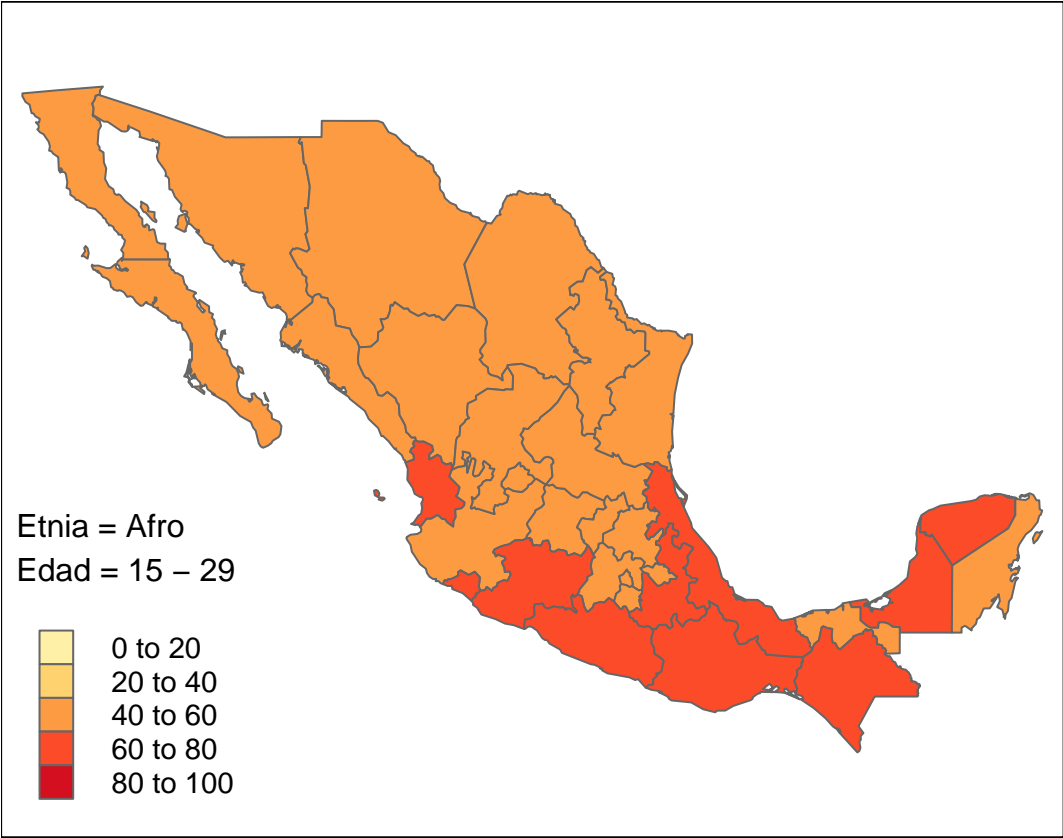 Etnia = Afro
Edad = 15 − 29
0 to 20
20 to 40
40 to 60
60 to 80
80 to 100